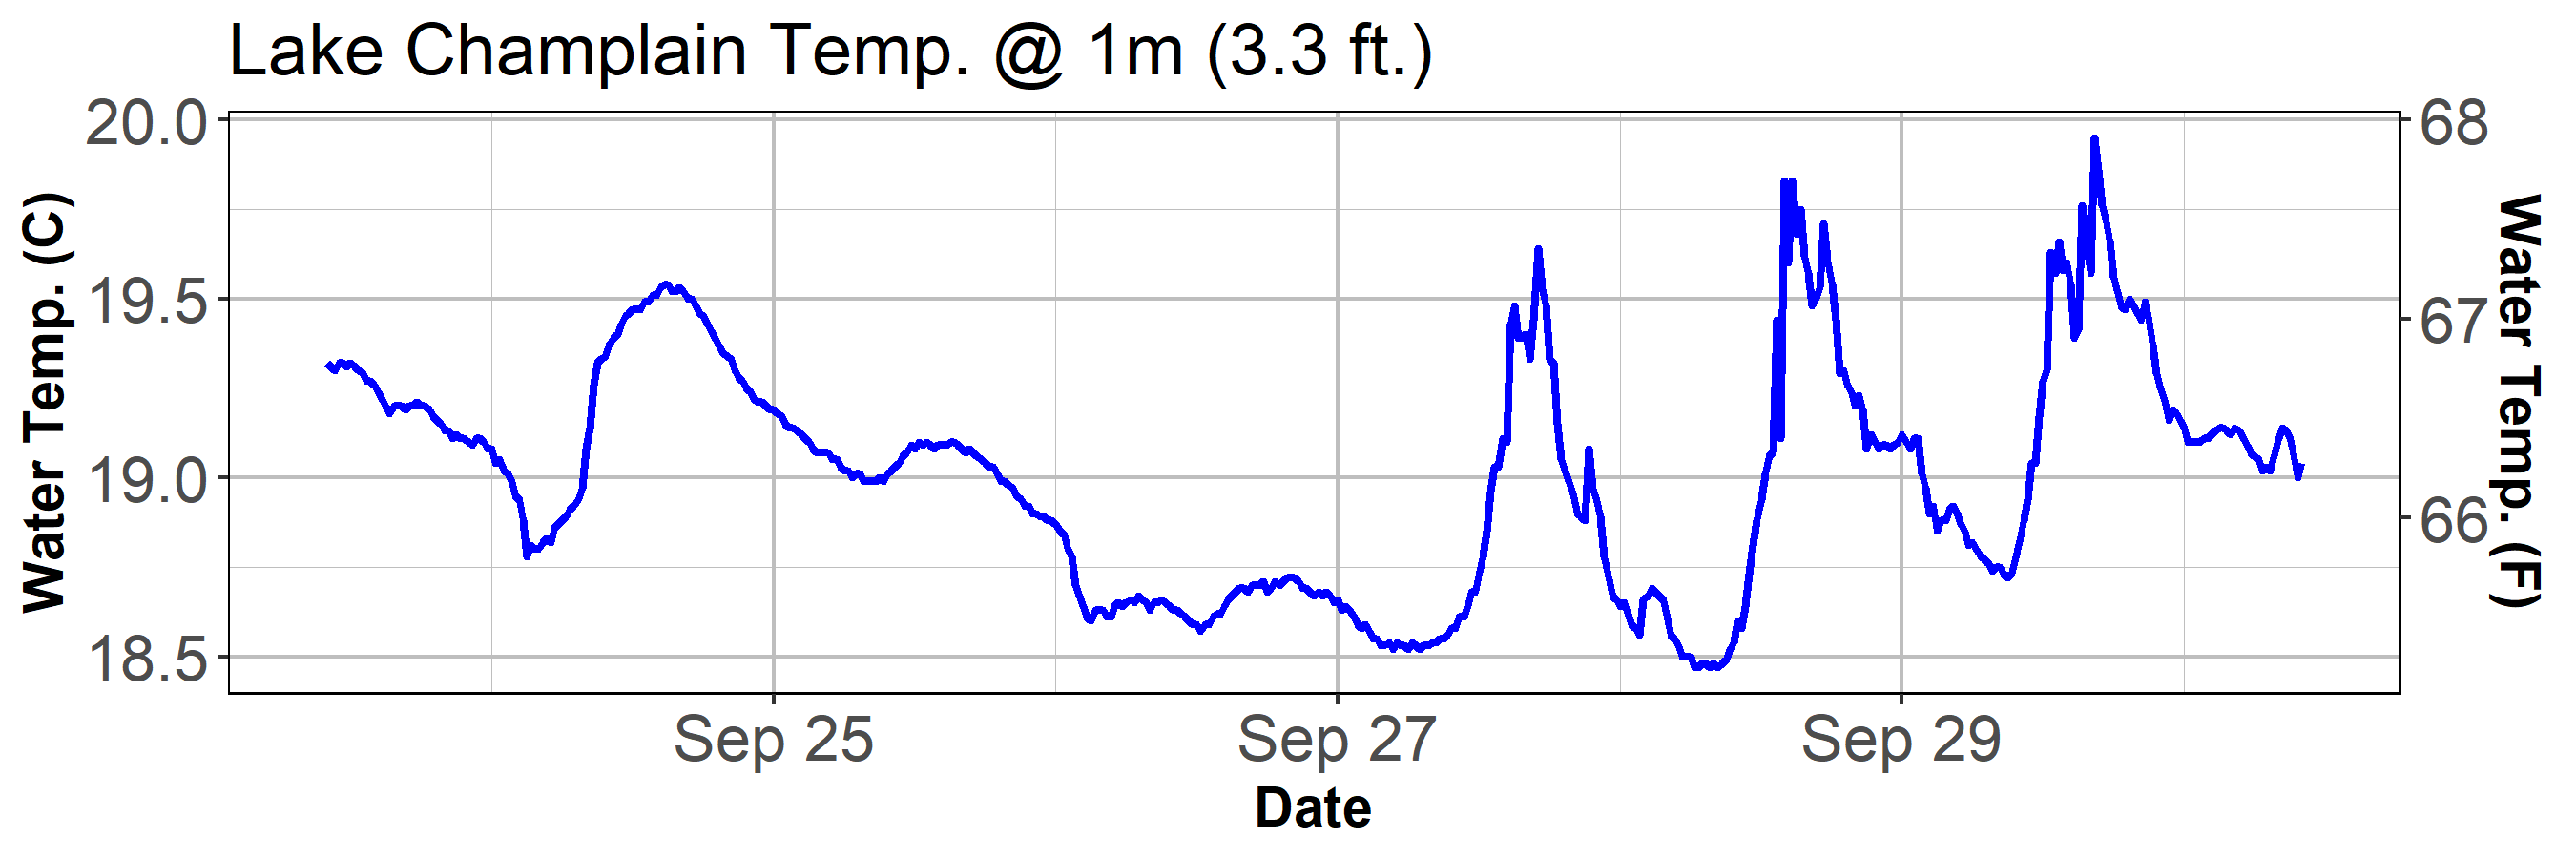 Lake Champlain Temp. @ 1m (3.3 ft.)
20.0
19.5
19.0
18.5
Water Temp. (C)
68
67
66
Water Temp. (F)
Sep 25
Sep 27
Sep 29
Date